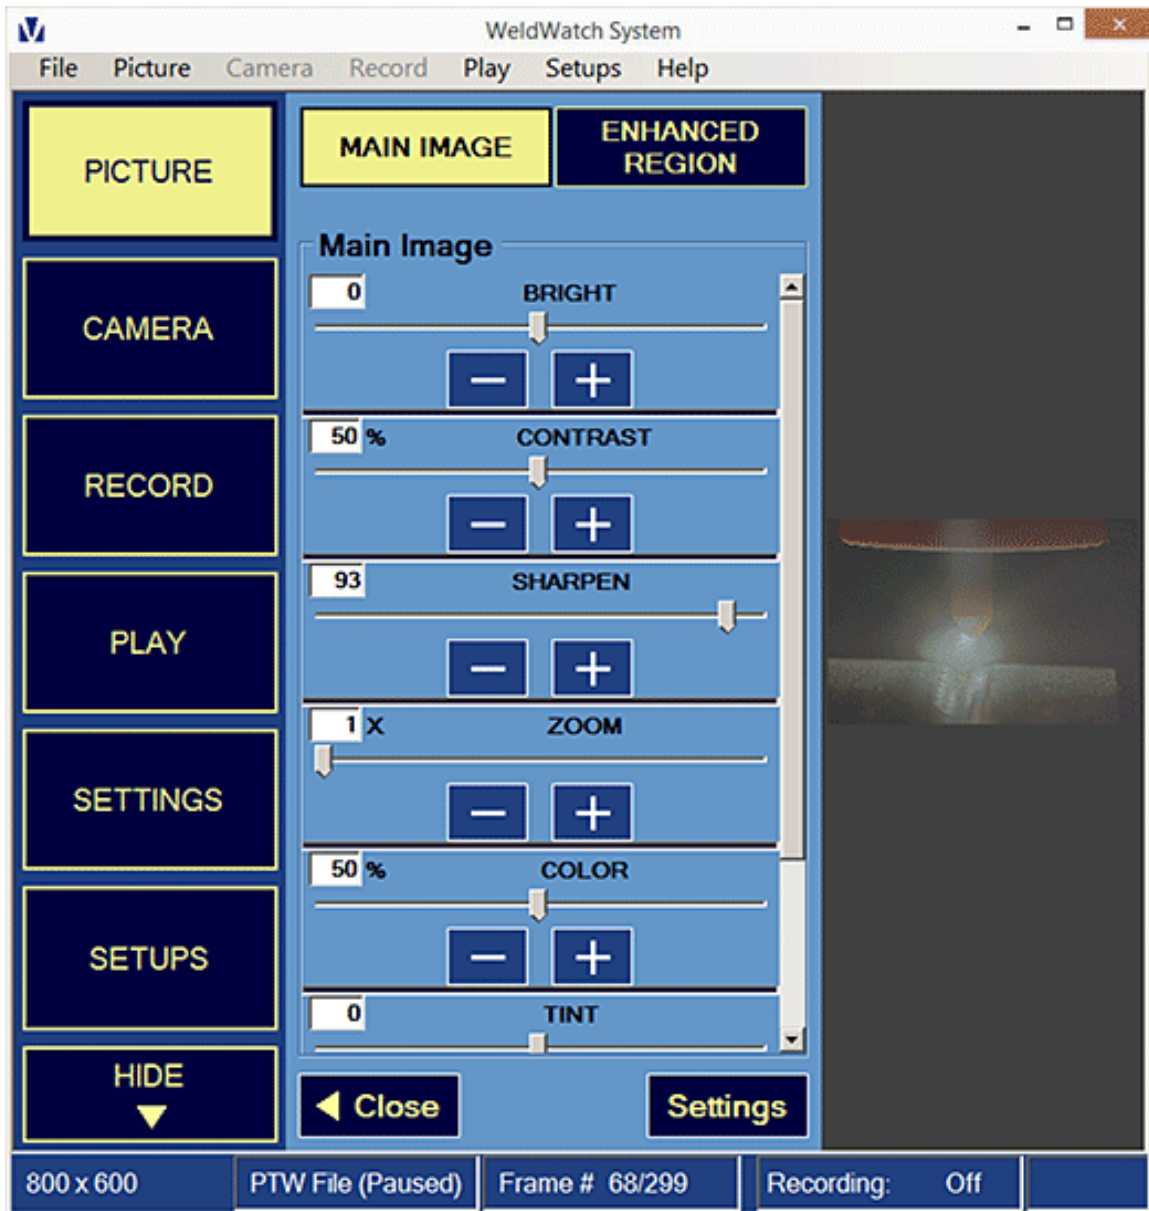 WeldWatch System
File Picture Camera Record Play Setups Help
PICTURE
CAMERA
RECORD
PLAY
SETTINGS
SETUPS
HIDE
MAIN IMAGE
ENHANCED
REGION
Main Image
0 BRIGHT
50 % CONTRAST
93 SHARPEN
1 X ZOOM
50 % COLOR
0 TINT
Close Settings
800 x 600 PTW File (Paused) Frame # 68/299 Recording: Off